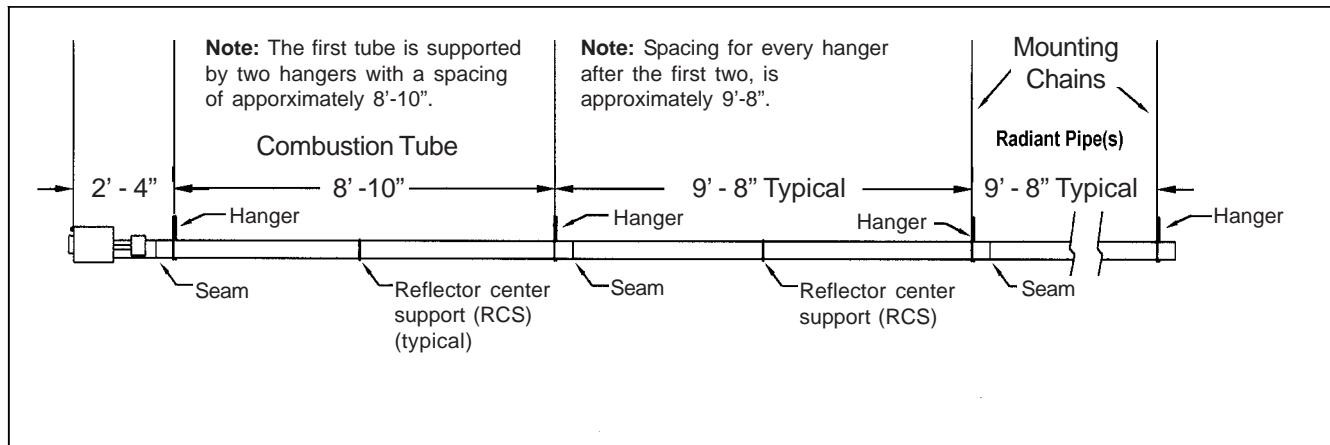 Note: The first tube is supported
by two hangers with a spacing
of apporximately 8’-10”.
Note: Spacing for every hanger
after the first two, is
approximately 9’-8”.
Mounting
Chains
Combustion Tube
Radiant Pipe(s)
2’ - 4”
8’ -10”
9’ - 8” Typical
9’ - 8” Typical
Hanger
Hanger
Hanger
Hanger
Seam
Reflector center
support (RCS)
(typical)
Seam
Reflector center
support (RCS)
Seam